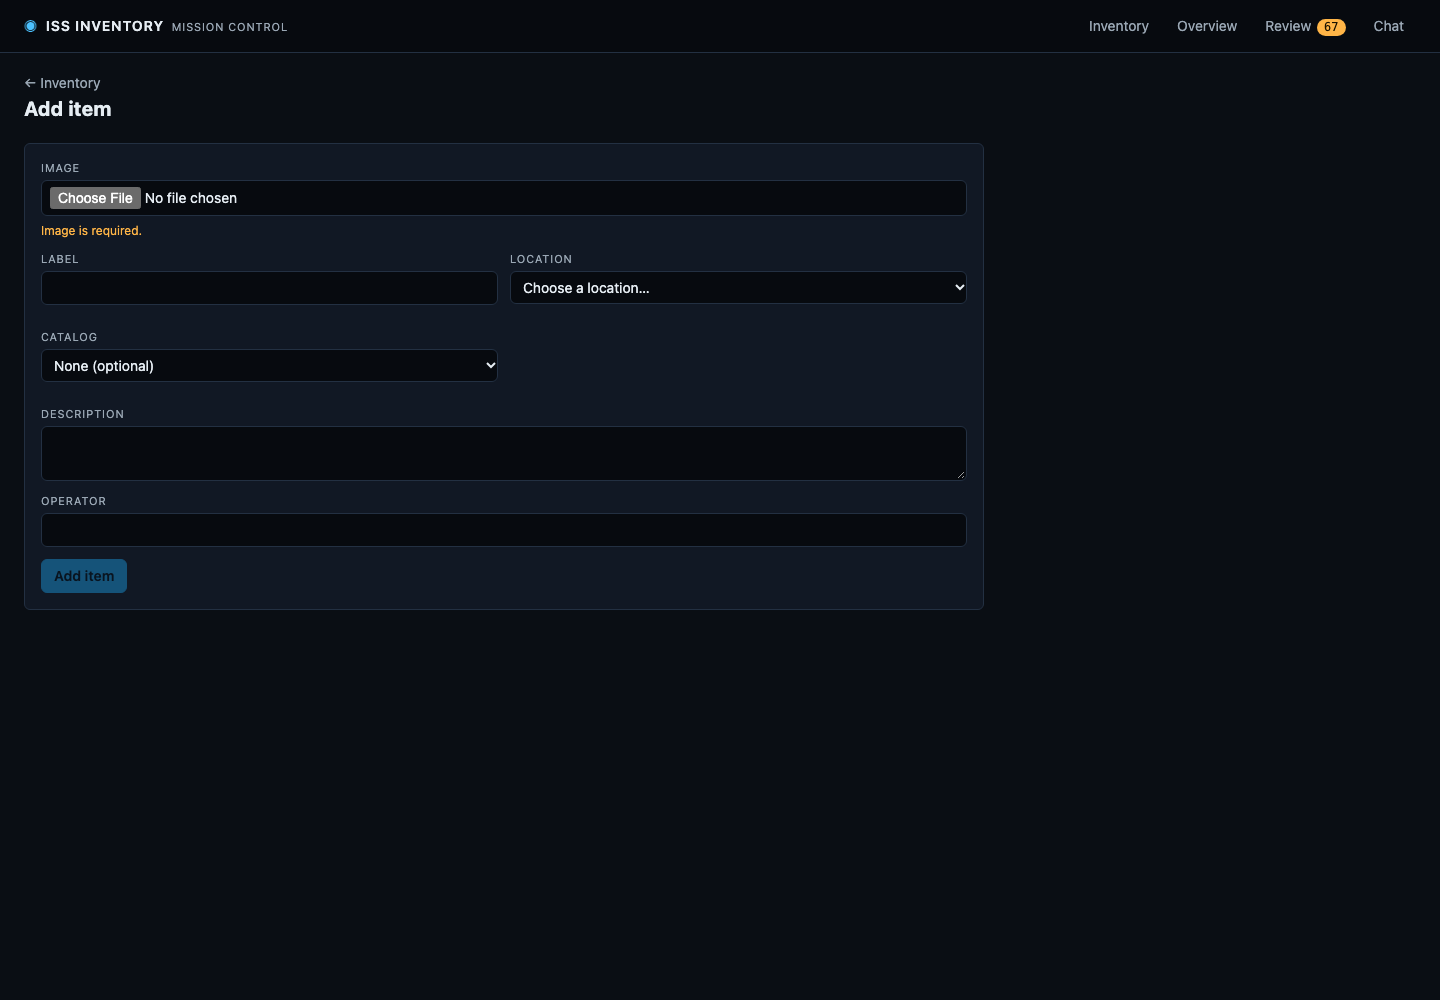 ISS INVENTORY MISSION CONTROL Inventory Overview Review 67 Chat
← Inventory
Add item
IMAGE
Choose File No file chosen
Image is required.
LABEL LOCATION
Choose a location...
CATALOG
None (optional)
DESCRIPTION
OPERATOR
Add item